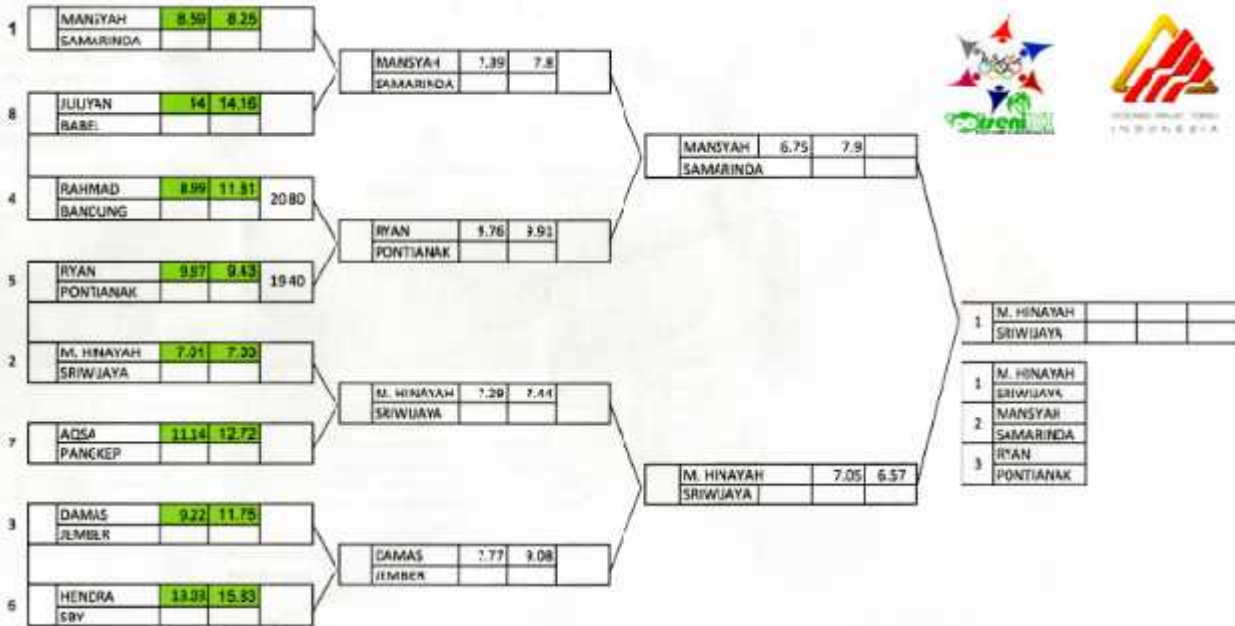 1 MANSYAH 8.59 8.25
SAMARINDA
8 JULIYAN 14 14.16
BABEL
4 RAHMAD 8.99 11.81 2080
BANDUNG
5 RYAN 9.97 9.43 1940
PONTIANAK
2 M. HINAYAH 7.01 7.33
SRIWIJAYA
7 AQSA 11.14 12.72
PANGKEP
3 DAMAS 9.22 11.75
JEMBER
6 HENDRA 15.83
SBY
MANSYAH 7.39 7.8
SAMARINDA
RYAN 9.76 9.91
PONTIANAK
M. HINAYAH 7.29 7.44
SRIWIJAYA
DAMAS 7.77 9.08
JEMBER
MANSYAH 6.75 7.9
SAMARINDA
M. HINAYAH 7.05 6.57
SRIWIJAYA
1 M. HINAYAH
SRIWIJAYA
1 M. HINAYAH
SRIWIJAYA
2 MANSYAH
SAMARINDA
3 RYAN
PONTIANAK
INDONESIA